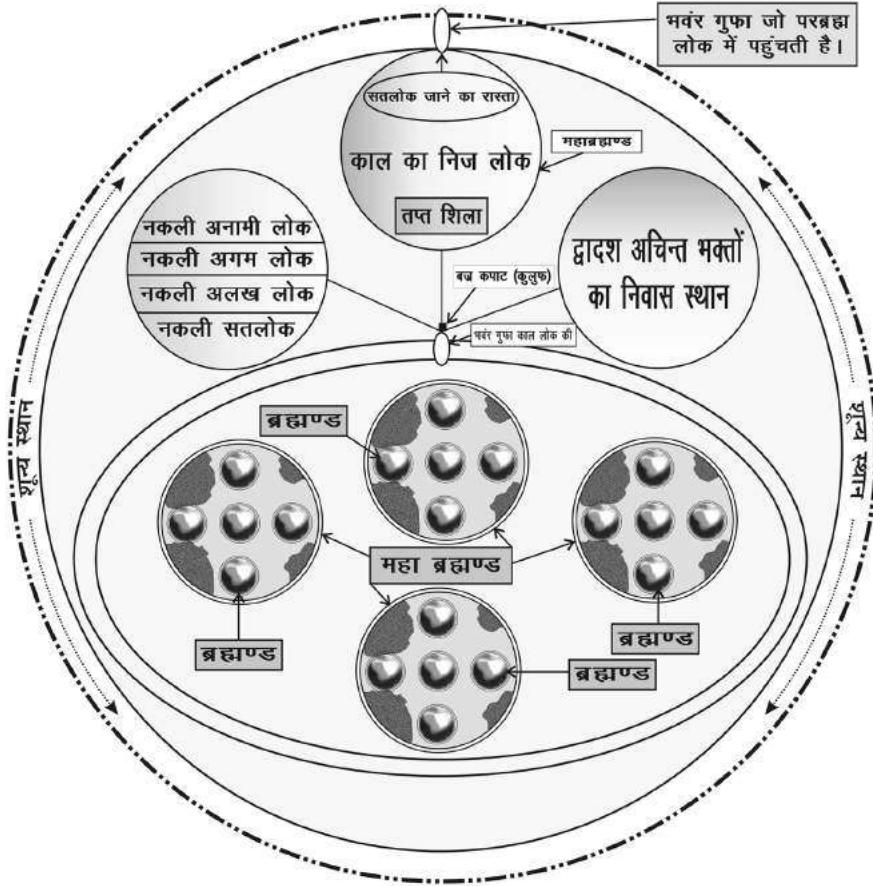 भवंर गुफा जो परब्रह्म
लोक में पहुंचती है।
सतलोक जाने का रास्ता
महाब्रह्मण्ड
काल का निज लोक
तप्त शिला
नकली अनामी लोक
नकली अगम लोक
नकली अलख लोक
नकली सतलोक
द्वादश अचिन्त भक्तों
का निवास स्थान
बज्र कपाट (कुलुफ)
भवंर गुफा काल लोक की
शून्य स्थान
शून्य स्थान
ब्रह्मण्ड
महा ब्रह्मण्ड
ब्रह्मण्ड
ब्रह्मण्ड
ब्रह्मण्ड